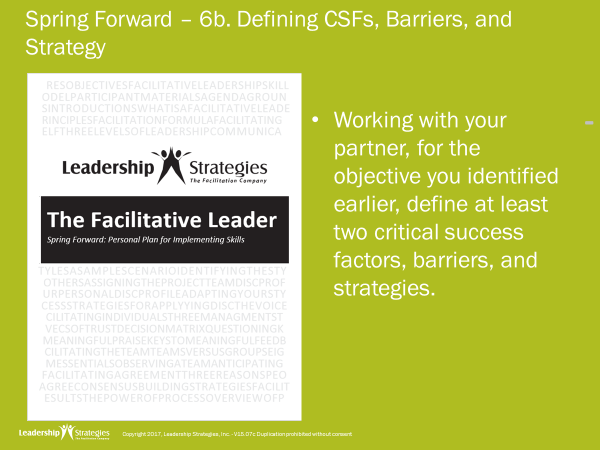 Spring Forward – 6b. Defining CSFs, Barriers, and
Strategy
RESOBJECTIVESFACILITATIVELEADERSHIPSKILL
ODELPARTICIPANTMATERIALSAGENDAGROUN
SINTRODUCTIONSWHATISAFACILITATIVELEADE
RINCIPLESFACILITATIONFORMULAFACILITATING
ELFTHREELEVELSOFLEADERSHIPCOMMUNICA
Leadership Strategies
The Facilitation Company
The Facilitative Leader
Spring Forward: Personal Plan for Implementing Skills
TYLESASAMPLESCENARIOIDENTIFYINGTHESTY
OTHERSASSIGNINGTHEPROJECTTEAMDISCPROF
URPERSONALDISCPROFILEADAPTINGYOURSTY
CESSSTRATEGIESFORAPPLYYINGDISCTHEVOICE
CILITATINGINDIVIDUALSTHREEMANAGMENTST
VECSOFTRUSTDECISIONMATRIXQUESTIONINGK
MEANINGFULPRAISEKEYSTOMEANINGFULFEEDB
CILITATINGTHETEAMTEAMSVERSUSGROUPSEIG
MESSENTIALSOBSERVINGATEAMANTICIPATING
FACILITATINGAGREEMENTTHREEREASONSPEO
AGREECONSENSUSBUILDINGSTRATEGIESFACILIT
ESULTSTHEPOWEROFPROCESSOVERVIEWOFP
• Working with your
partner, for the
objective you identified
earlier, define at least
two critical success
factors, barriers, and
strategies.
Leadership Strategies
The Facilitation Company
Copyright 2017, Leadership Strategies, Inc. - V15.07c Duplication prohibited without consent